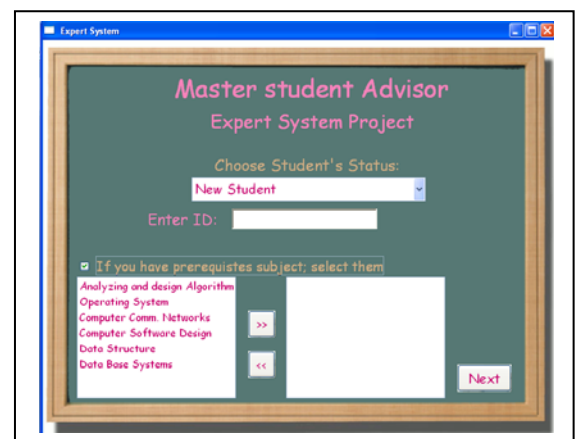 Expert System
Master student Advisor
Expert System Project
Choose Student's Status:
New Student
Enter ID:
If you have prerequistes subject; select them
Analyzing and design Algorithm
Operating System
Computer Comm. Networks
Computer Software Design
Data Structure
Data Base Systems
>>
<<
Next